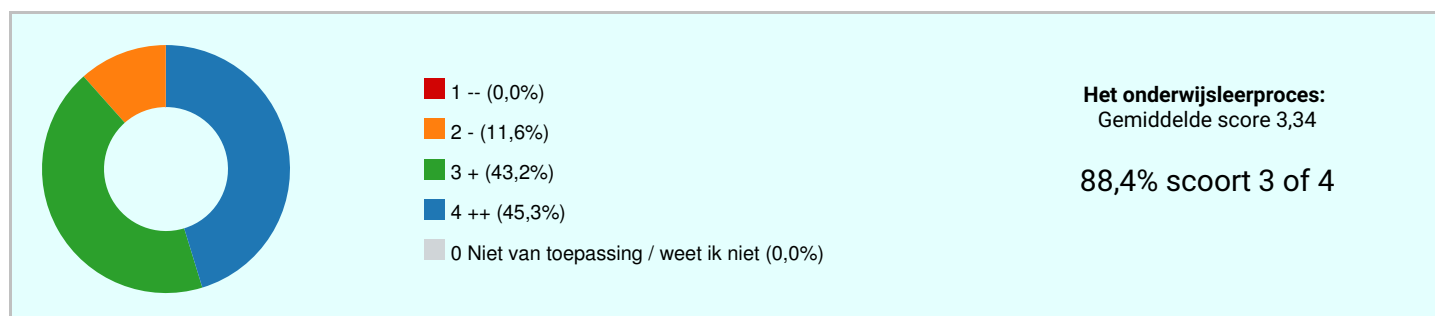 1 -- (0,0%)
2 - (11,6%)
3 + (43,2%)
4 ++ (45,3%)
0 Niet van toepassing / weet ik niet (0,0%)
Het onderwijsleerproces:
Gemiddelde score 3,34
88,4% scoort 3 of 4